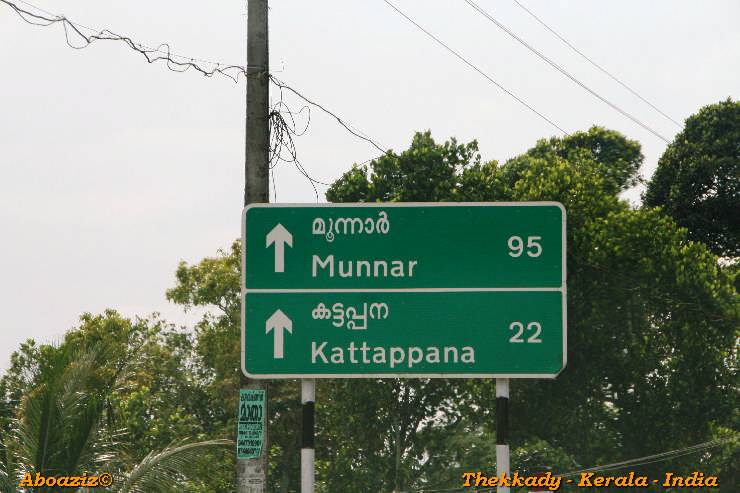 മൂന്നാർ
Munnar 95
കട്ടപ്പന
Kattappana 22
മാതാ
Aboaziz©
Thekkady - Kerala - India